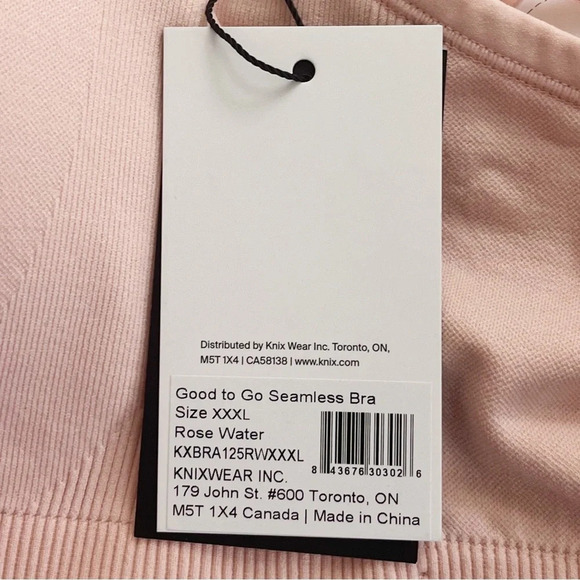 Distributed by Knix Wear Inc. Toronto, ON,
M5T 1X4 | CA58138 | www.knix.com
Good to Go Seamless Bra
Size XXXL
Rose Water
KXBRA125RWXXXL
8 43676 30302 6
KNIXWEAR INC.
179 John St. #600 Toronto, ON
M5T 1X4 Canada | Made in China